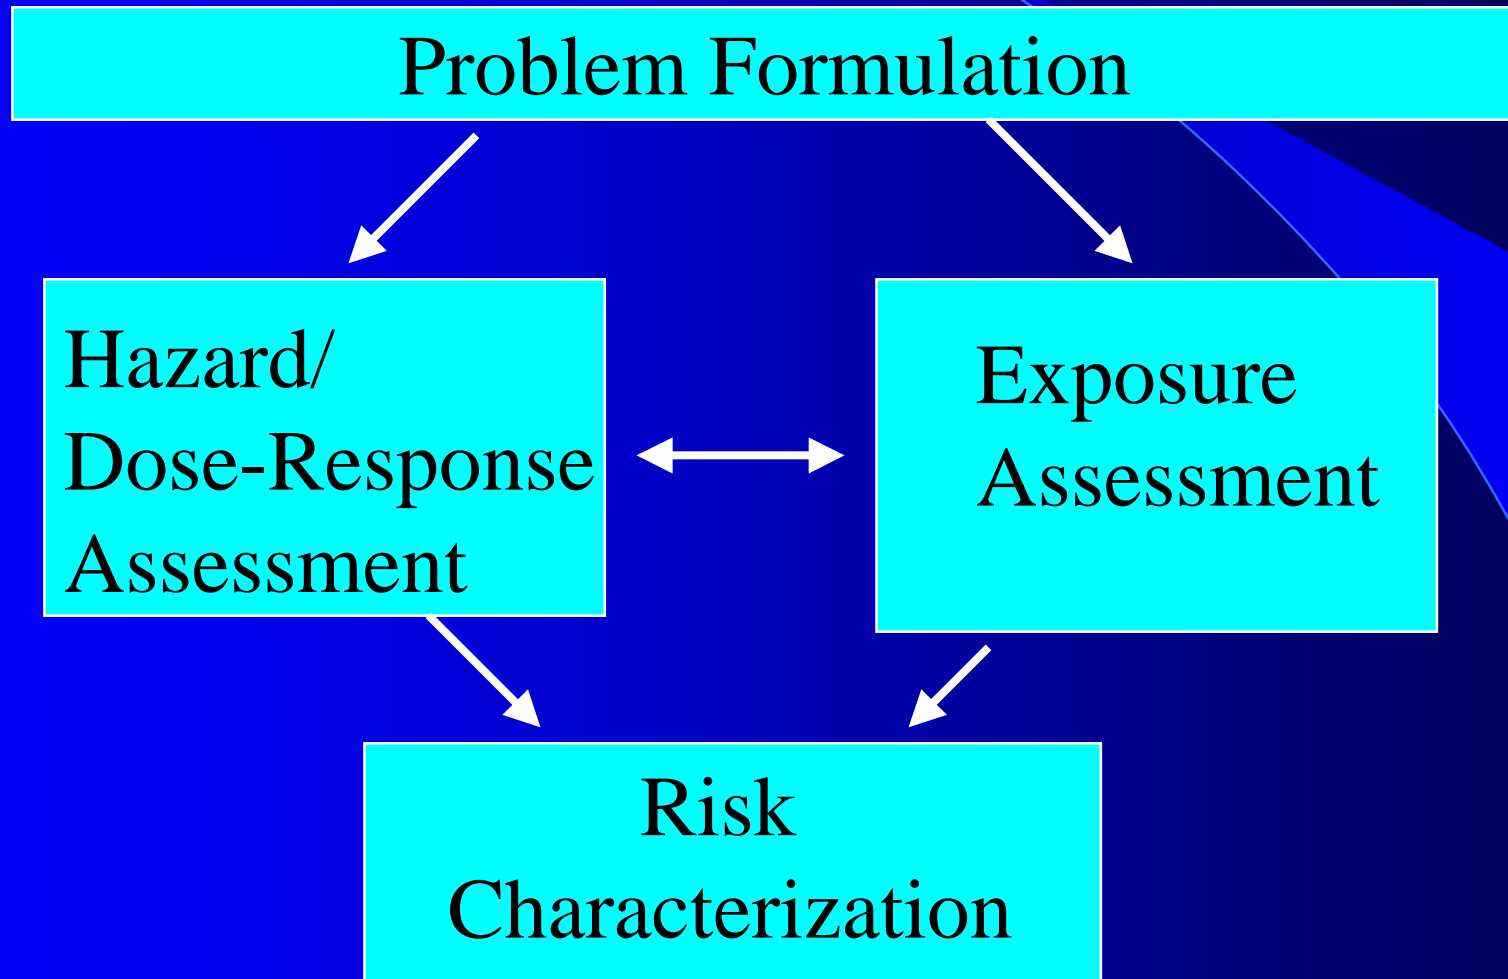 Problem Formulation
Hazard/
Dose-Response
Assessment
Exposure
Assessment
Risk
Characterization